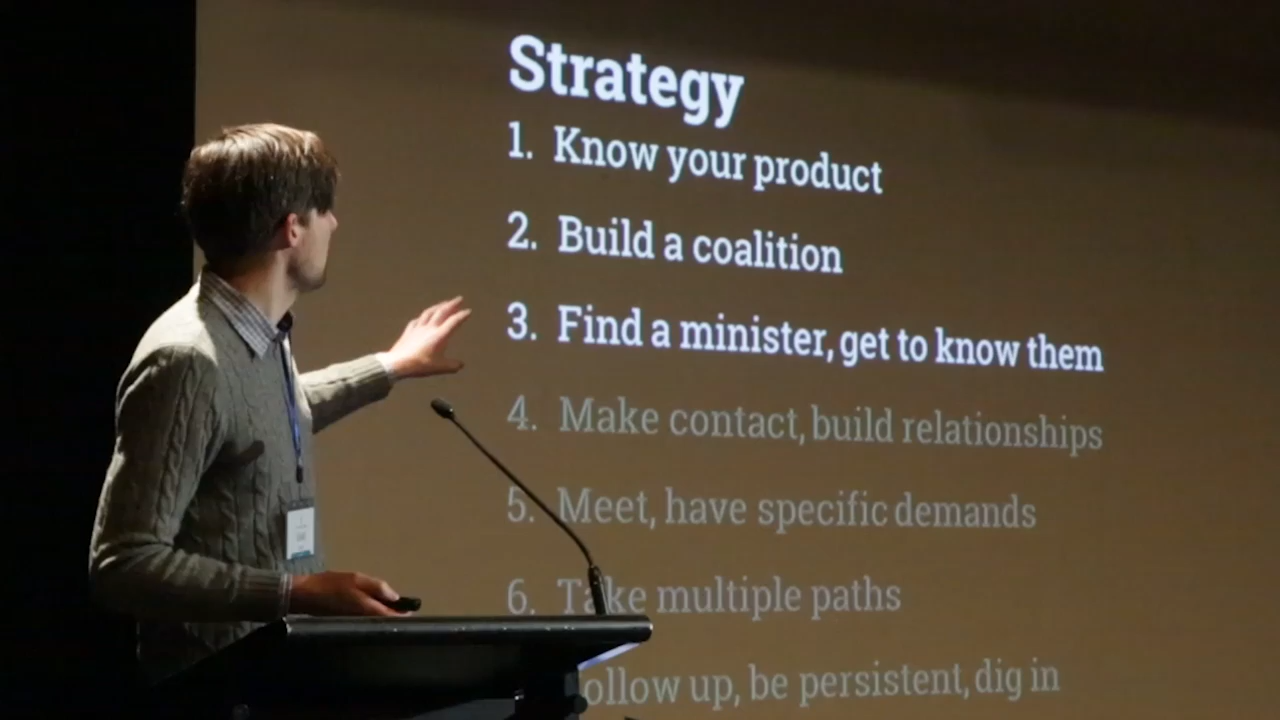 Strategy
1. Know your product
2. Build a coalition
3. Find a minister, get to know them
4. Make contact, build relationships
5. Meet, have specific demands
6. Take multiple paths
ollow up, be persistent, dig in